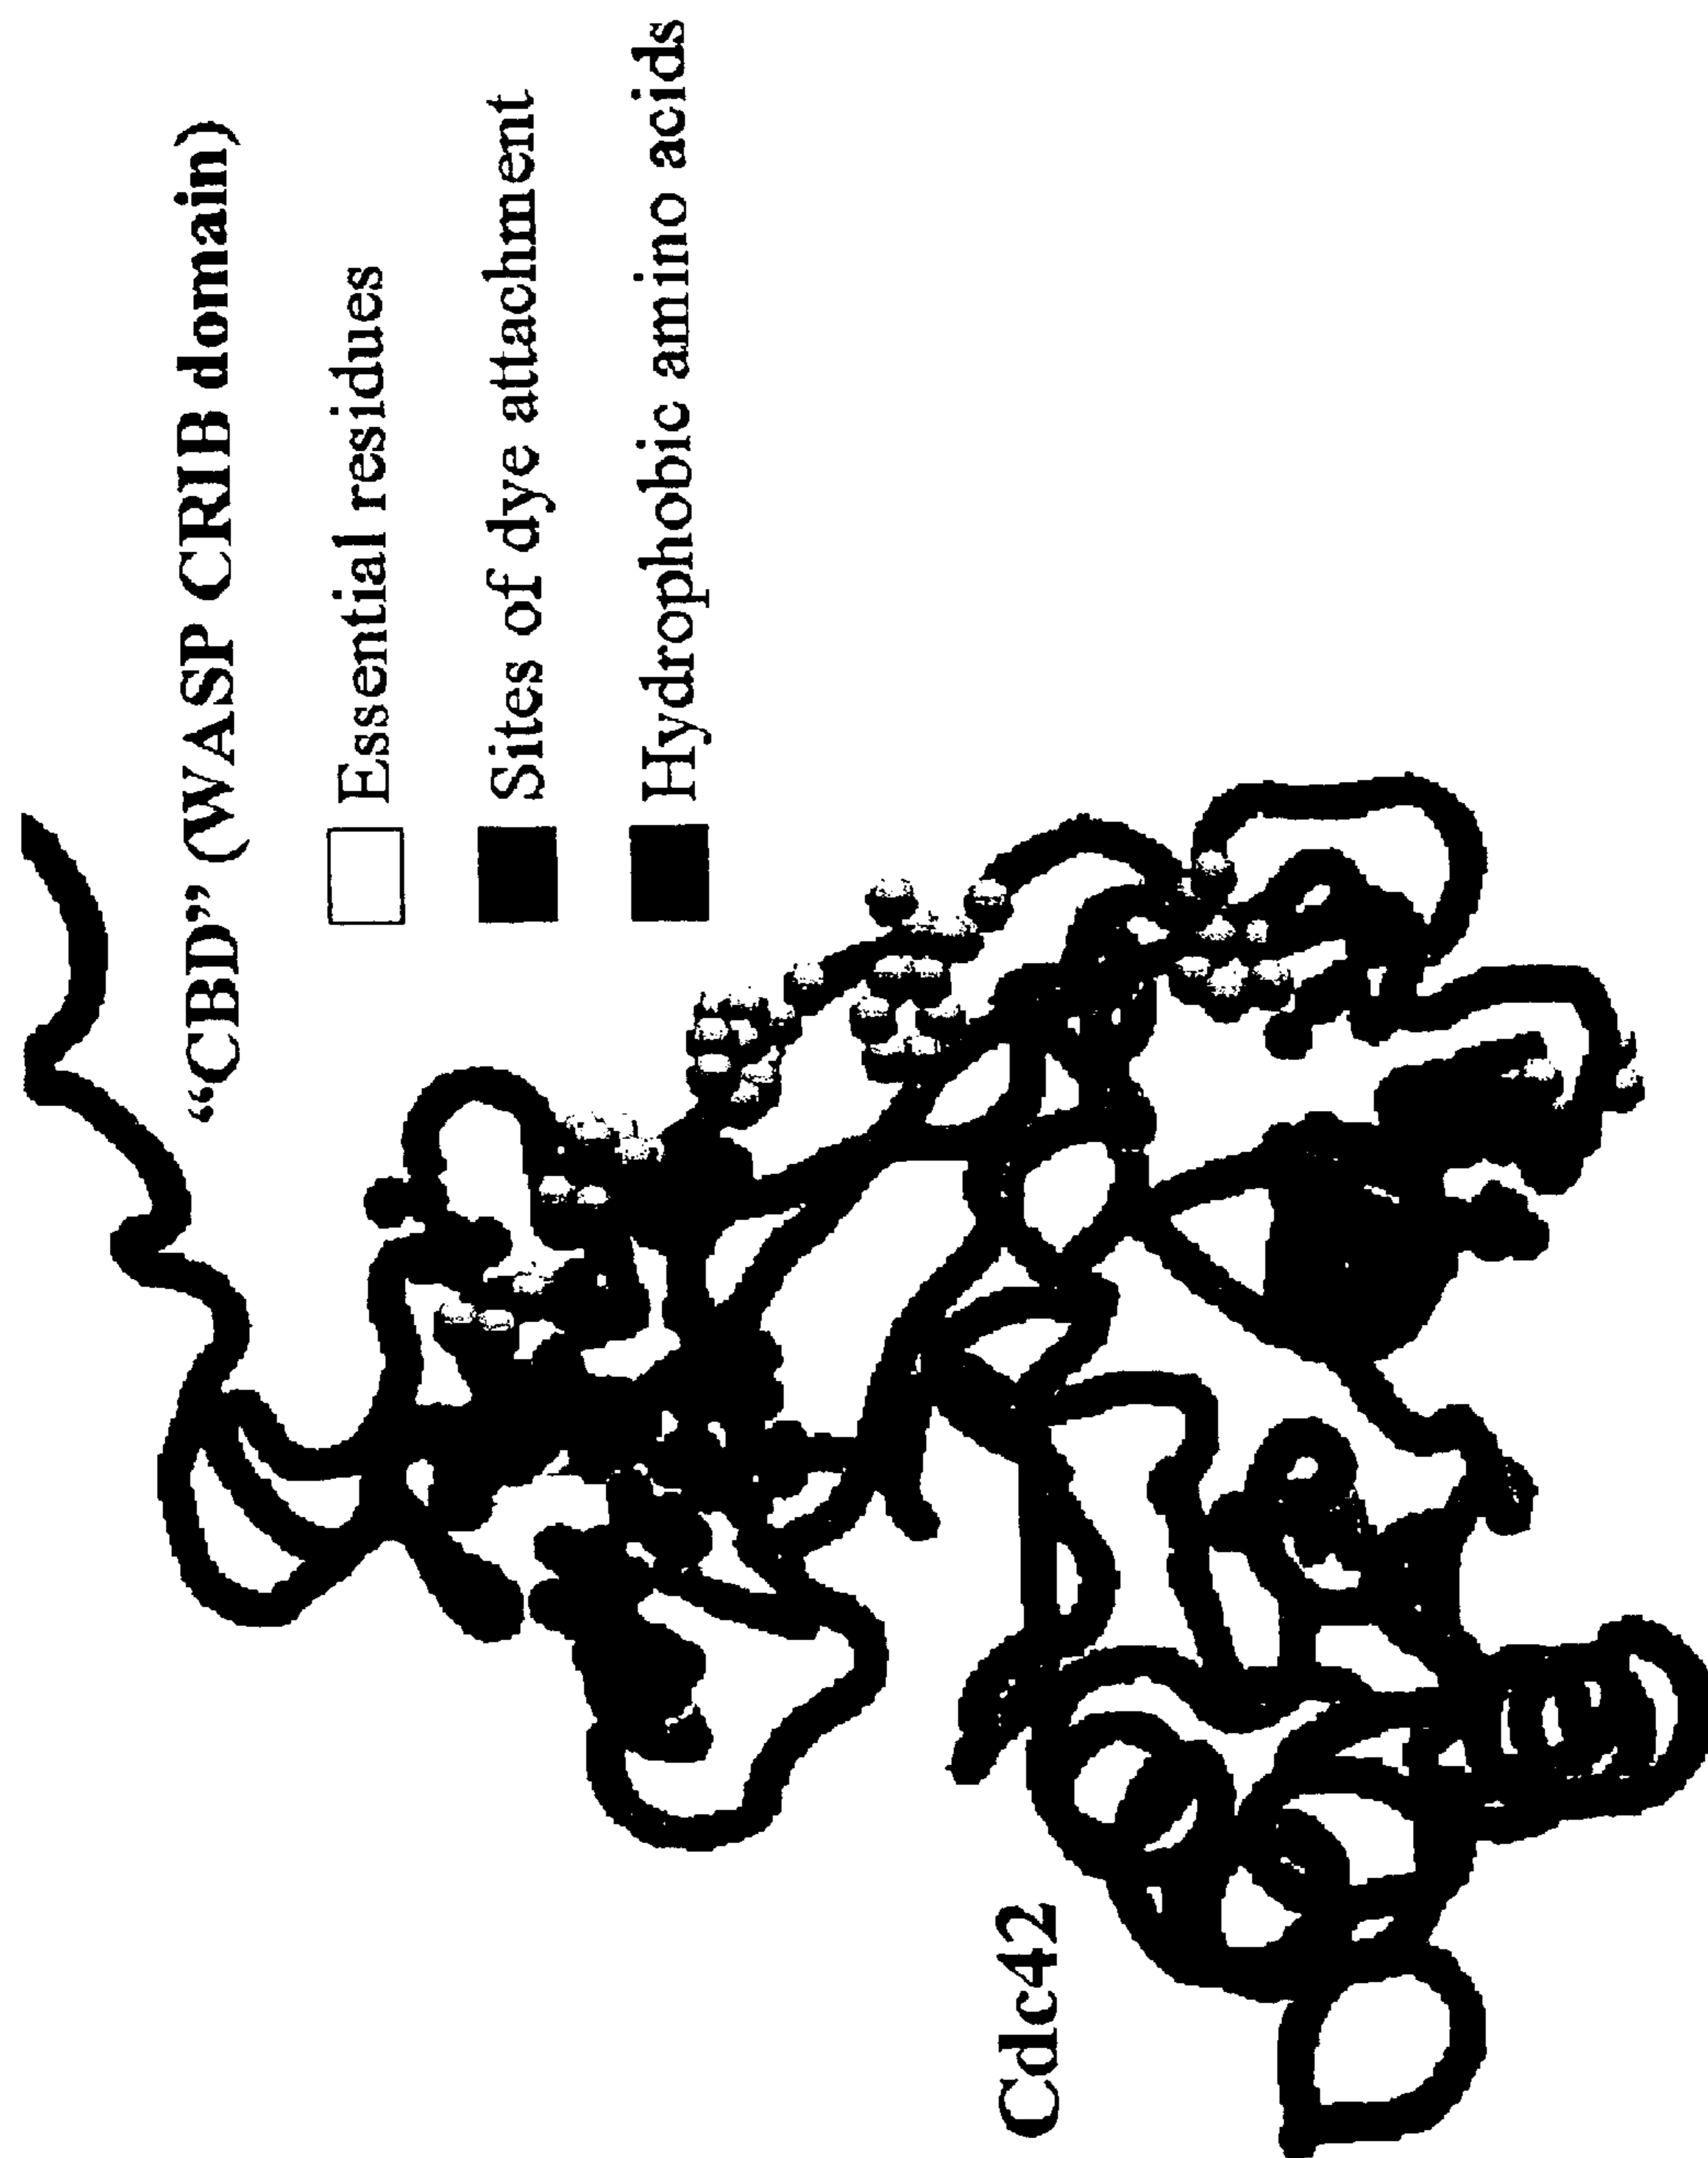 “CBD” (WASP CRIB domain)
Essential residues
Sites of dye attachment
Hydrophobic amino acids
Cdc42